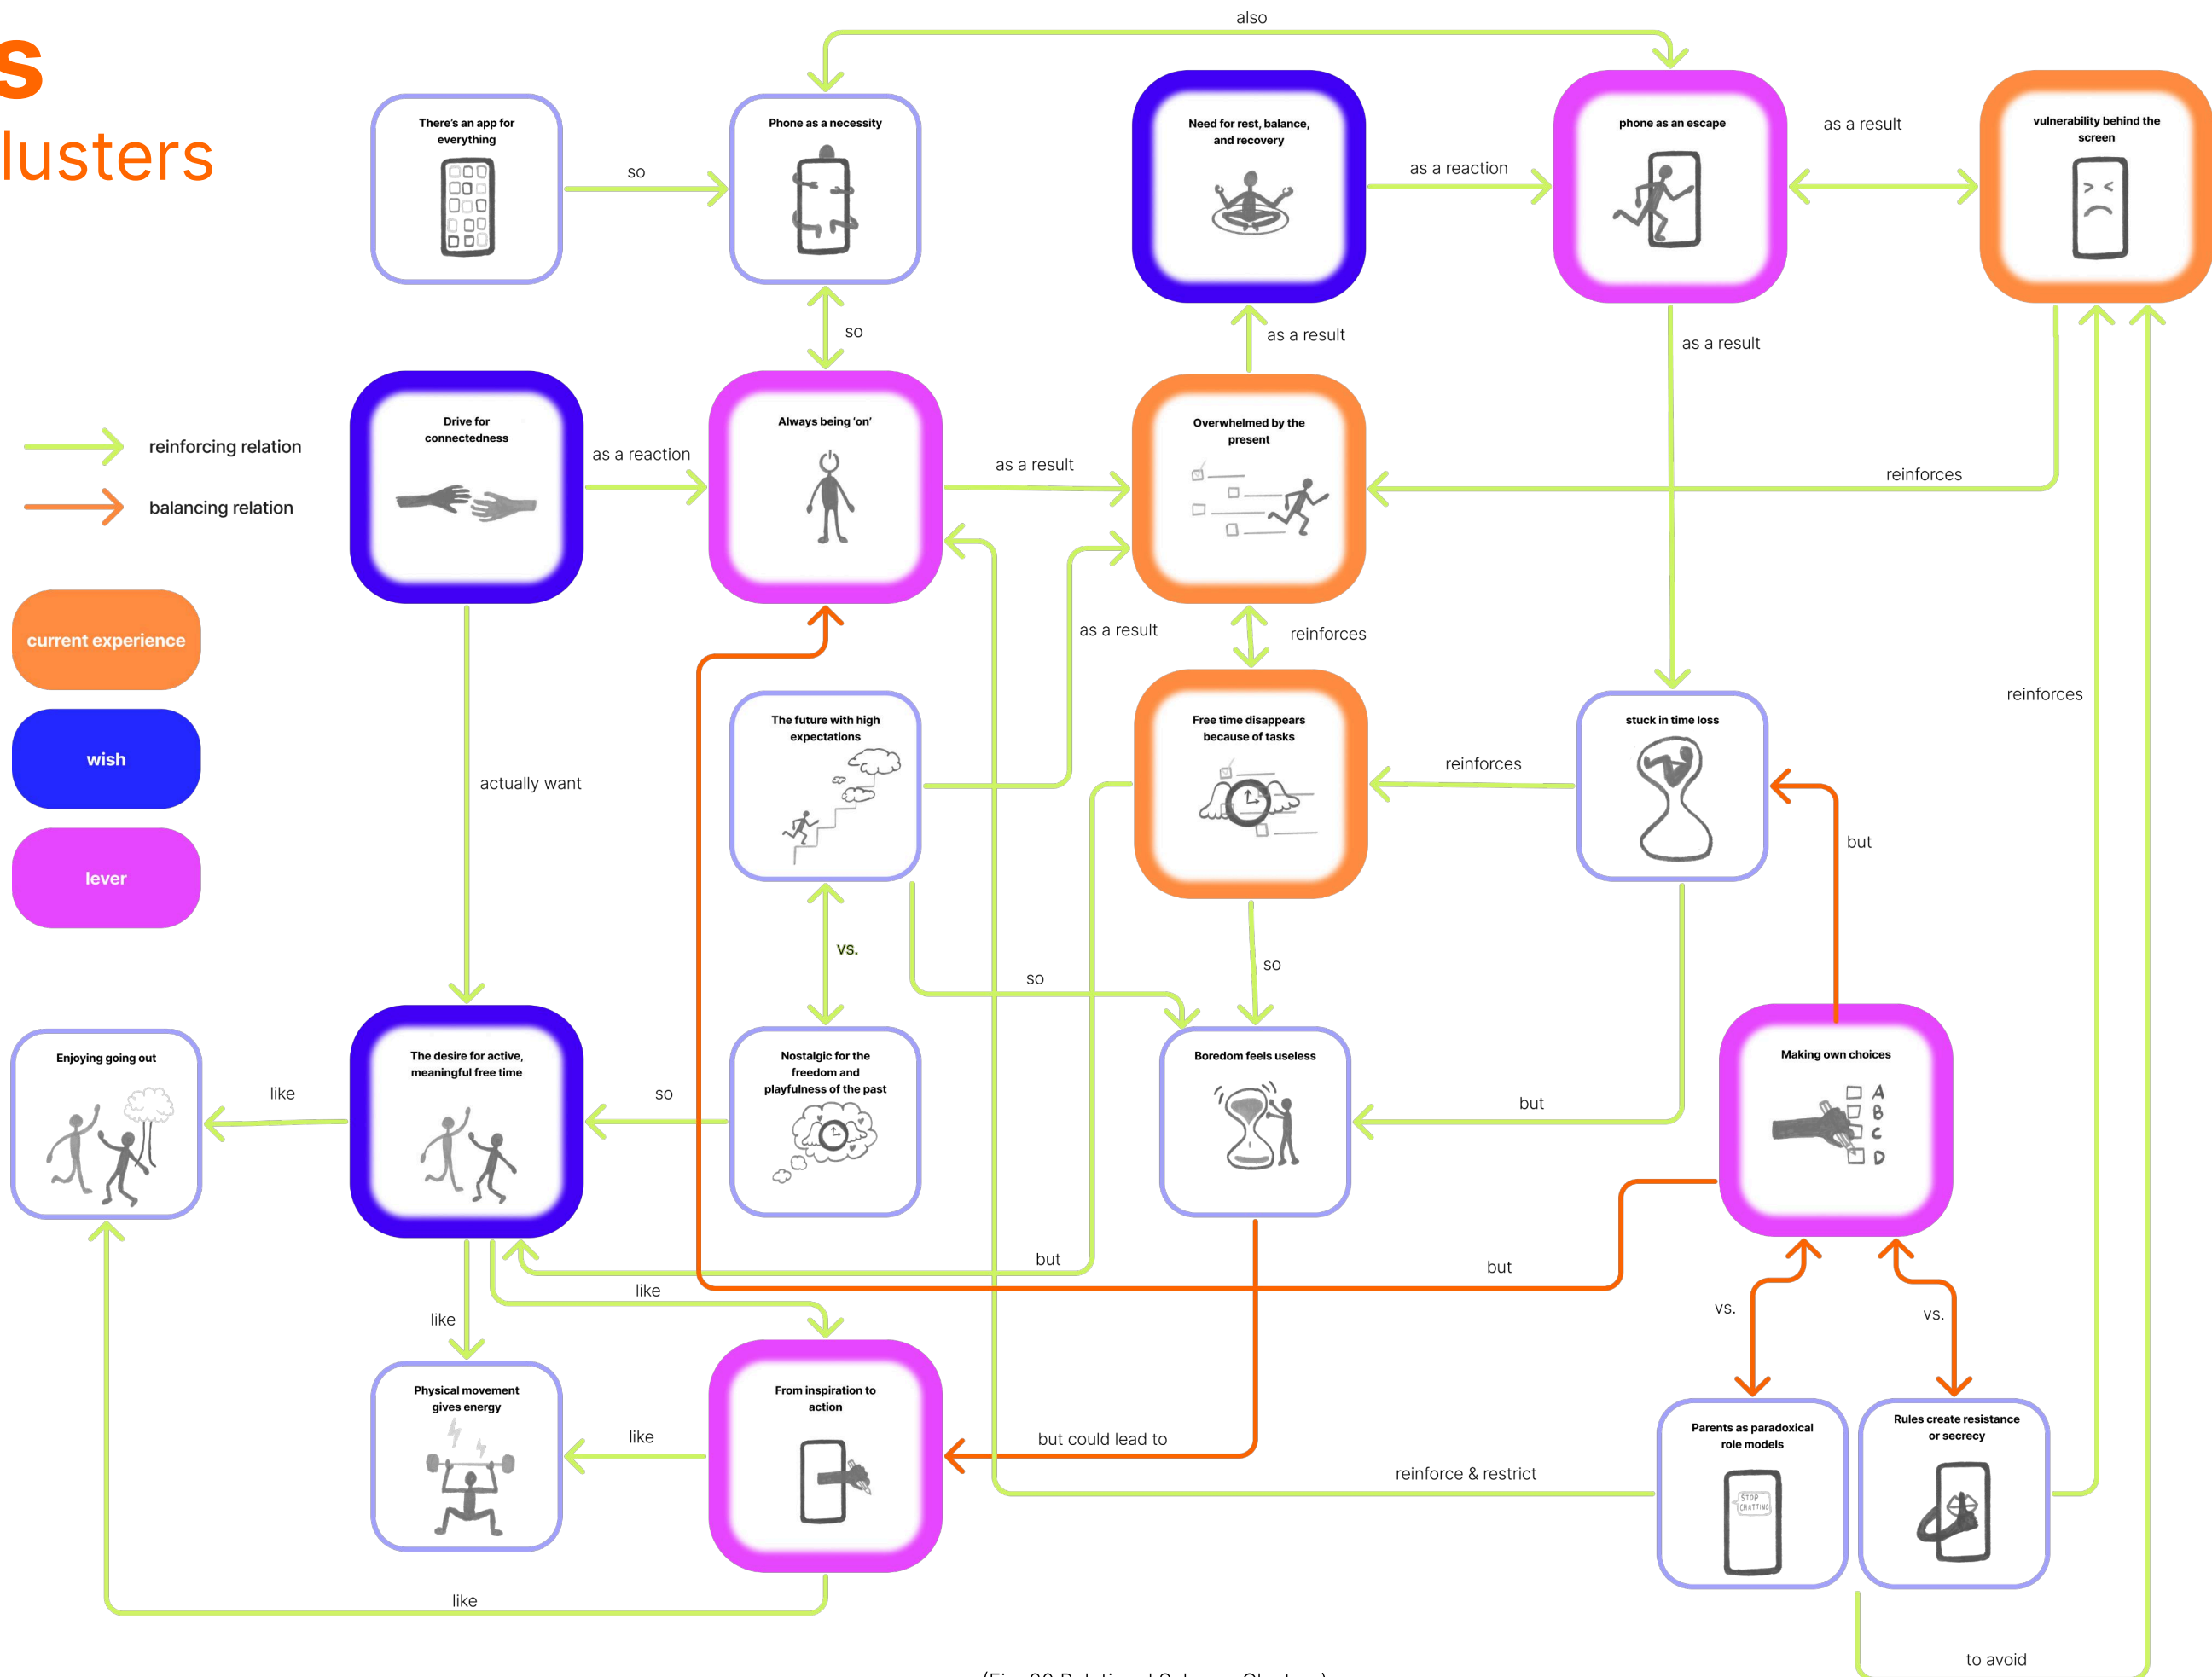 s
lusters
also
There's an app for
everything
so
Phone as a necessity
Need for rest, balance,
and recovery
as a reaction
phone as an escape
as a result
vulnerability behind the
screen
so
as a result
as a result
reinforcing relation
balancing relation
Drive for
connectedness
as a reaction
Always being 'on'
as a result
Overwhelmed by the
present
reinforces
current experience
wish
lever
as a result
reinforces
reinforces
actually want
The future with high
expectations
Free time disappears
because of tasks
reinforces
stuck in time loss
but
vs.
so
so
Enjoying going out
like
The desire for active,
meaningful free time
so
Nostalgic for the
freedom and
playfulness of the past
Boredom feels useless
but
Making own choices
A
B
C
D
but
but
like
like
vs.
vs.
Physical movement
gives energy
like
From inspiration to
action
but could lead to
reinforce & restrict
Parents as paradoxical
role models
STOP
CHATTING
Rules create resistance
or secrecy
like
to avoid